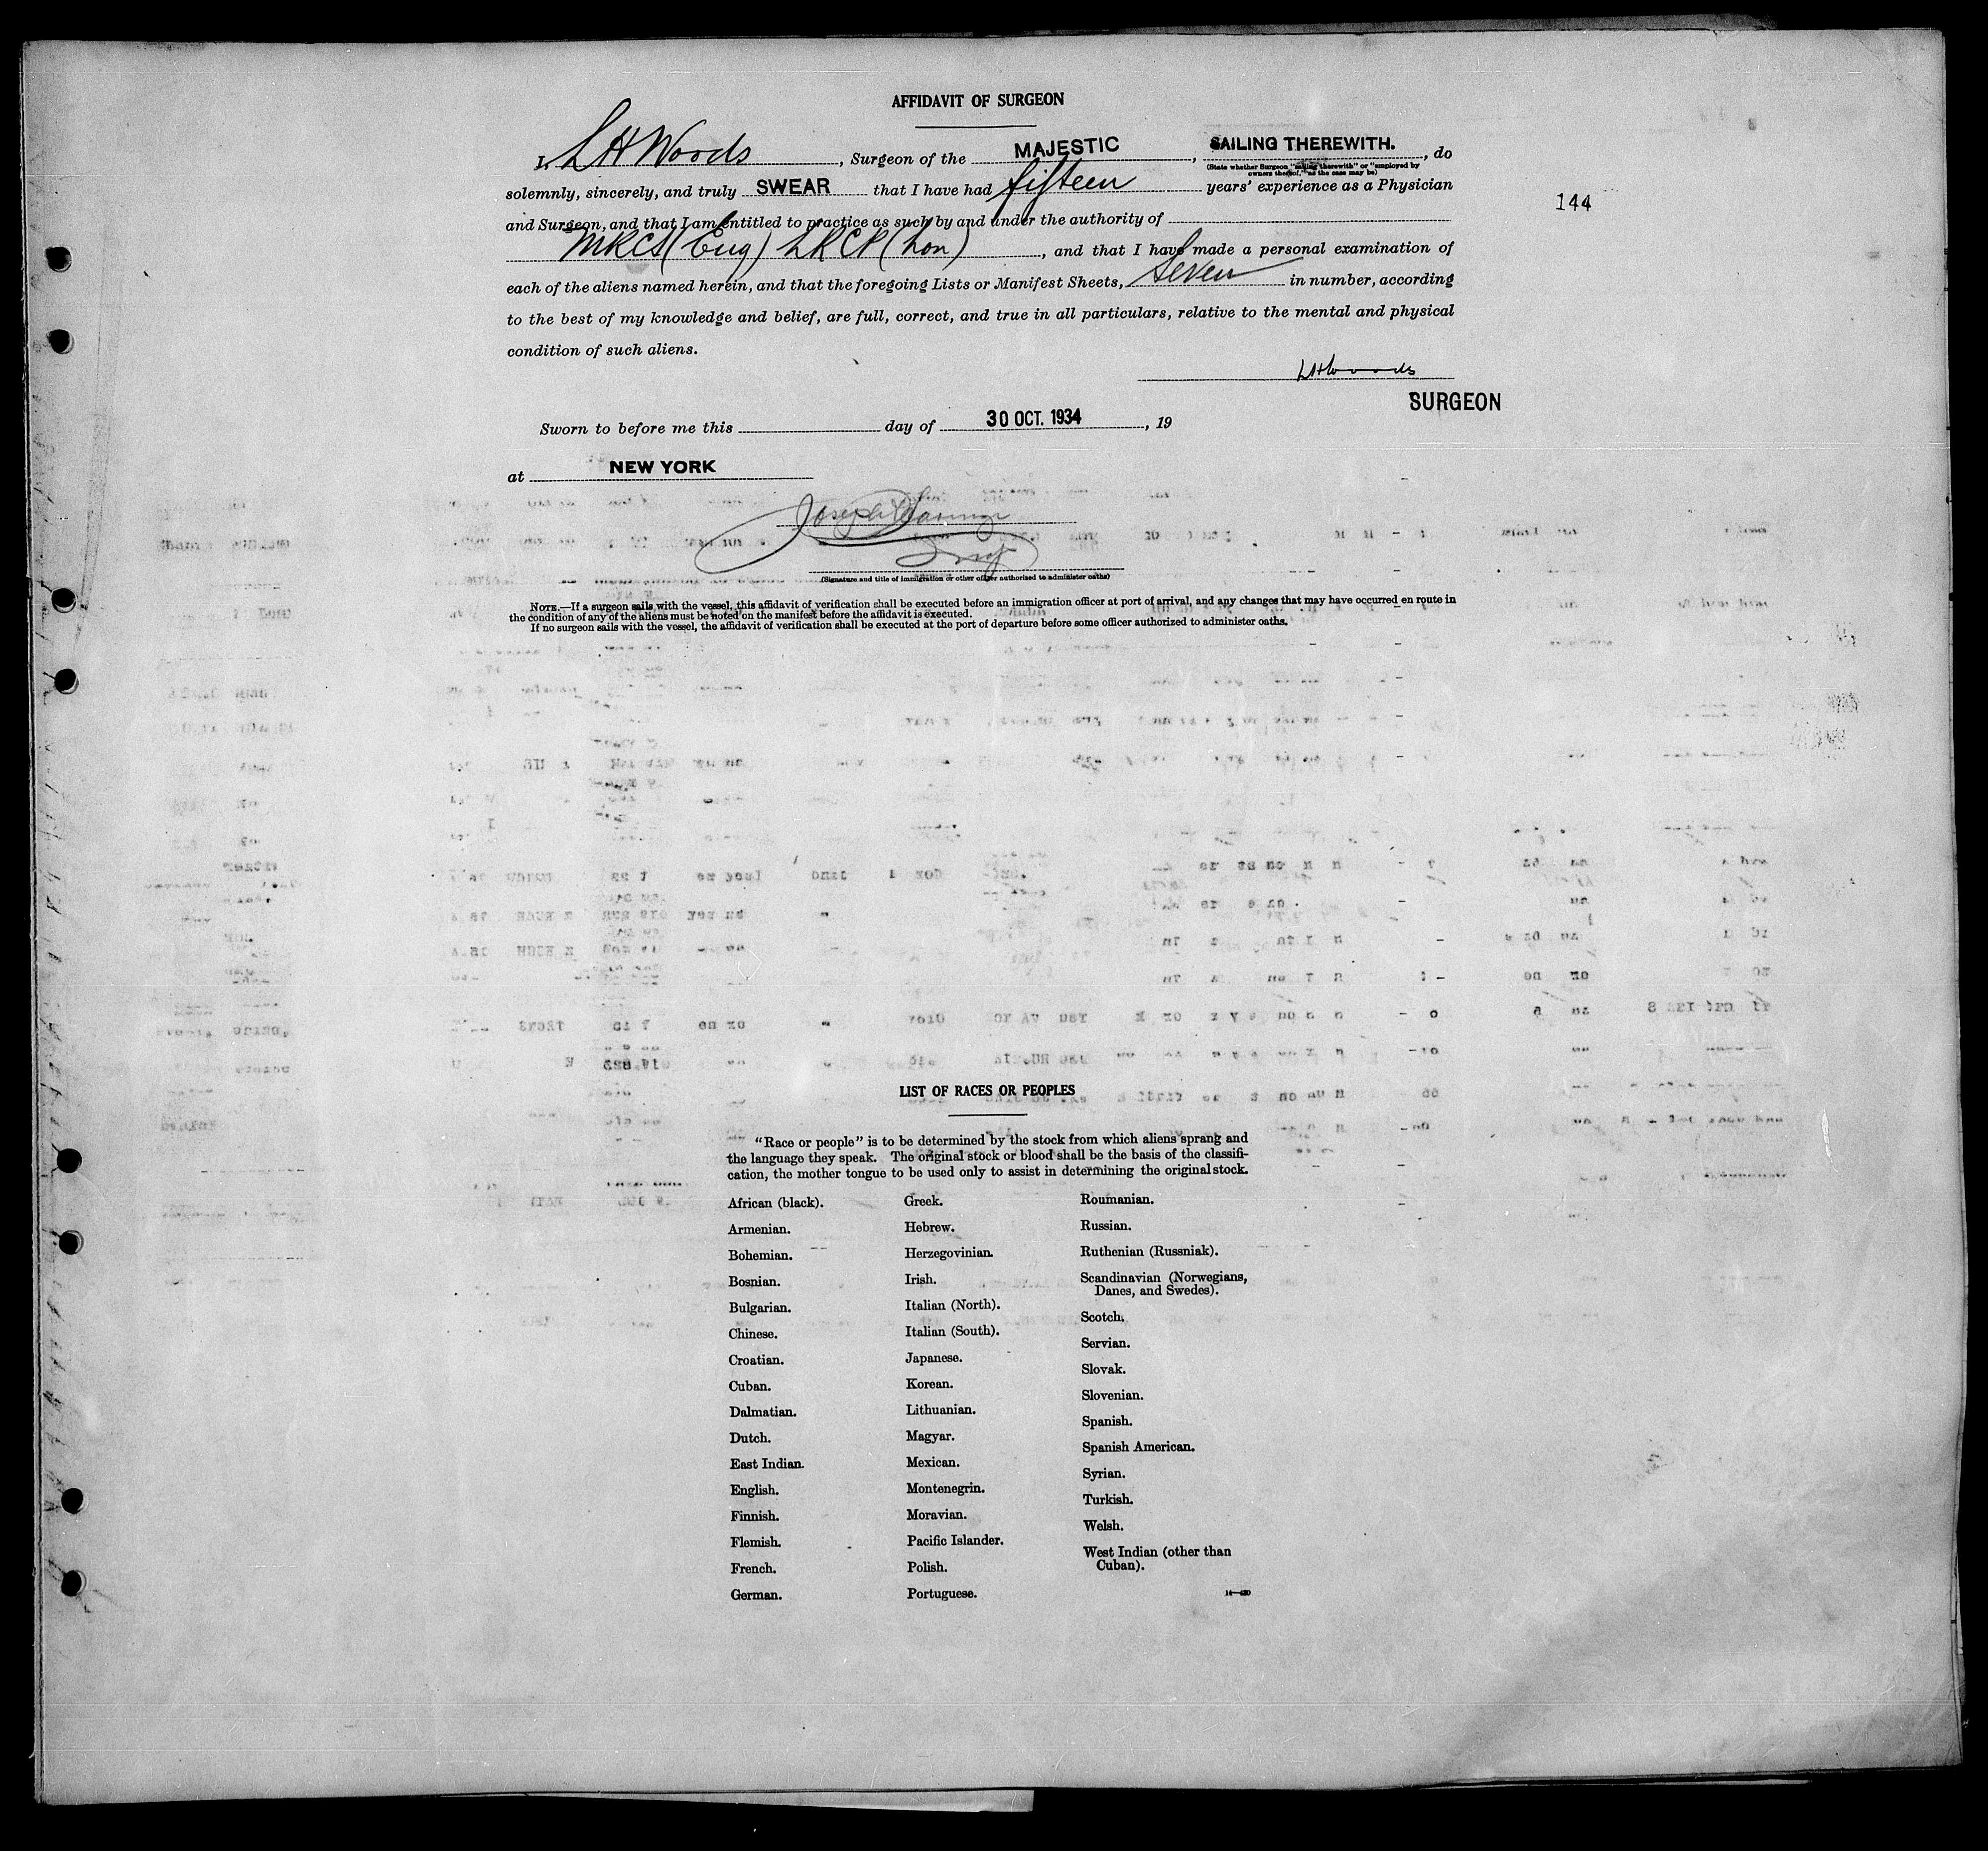 AFFIDAVIT OF SURGEON
I, L H Woods, Surgeon of the MAJESTIC, SAILING THEREWITH., do
(State whether Surgeon "sailing therewith" or "employed by
owners thereof," as the case may be)
solemnly, sincerely, and truly SWEAR that I have had fifteen years' experience as a Physician
144
and Surgeon, and that I am entitled to practice as such by and under the authority of
MRCS (Eng) LRCP (Lon), and that I have made a personal examination of
each of the aliens named herein, and that the foregoing Lists or Manifest Sheets, Seven in number, according
to the best of my knowledge and belief, are full, correct, and true in all particulars, relative to the mental and physical
condition of such aliens.
L H Woods
SURGEON
Sworn to before me this day of 30 OCT. 1934, 19
at NEW YORK
Joseph
(Signature and title of immigration or other officer authorized to administer oaths)
NOTE.—If a surgeon sails with the vessel, this affidavit of verification shall be executed before an immigration officer at port of arrival, and any changes that may have occurred en route in
the condition of any of the aliens must be noted on the manifest before the affidavit is executed.
If no surgeon sails with the vessel, the affidavit of verification shall be executed at the port of departure before some officer authorized to administer oaths.
LIST OF RACES OR PEOPLES
"Race or people" is to be determined by the stock from which aliens sprang and
the language they speak. The original stock or blood shall be the basis of the classifi-
cation, the mother tongue to be used only to assist in determining the original stock.
African (black).
Armenian.
Bohemian.
Bosnian.
Bulgarian.
Chinese.
Croatian.
Cuban.
Dalmatian.
Dutch.
East Indian.
English.
Finnish.
Flemish.
French.
German.
Greek.
Hebrew.
Herzegovinian.
Irish.
Italian (North).
Italian (South).
Japanese.
Korean.
Lithuanian.
Magyar.
Mexican.
Montenegrin.
Moravian.
Pacific Islander.
Polish.
Portuguese.
Roumanian.
Russian.
Ruthenian (Russniak).
Scandinavian (Norwegians,
Danes, and Swedes).
Scotch.
Servian.
Slovak.
Slovenian.
Spanish.
Spanish American.
Syrian.
Turkish.
Welsh.
West Indian (other than
Cuban).